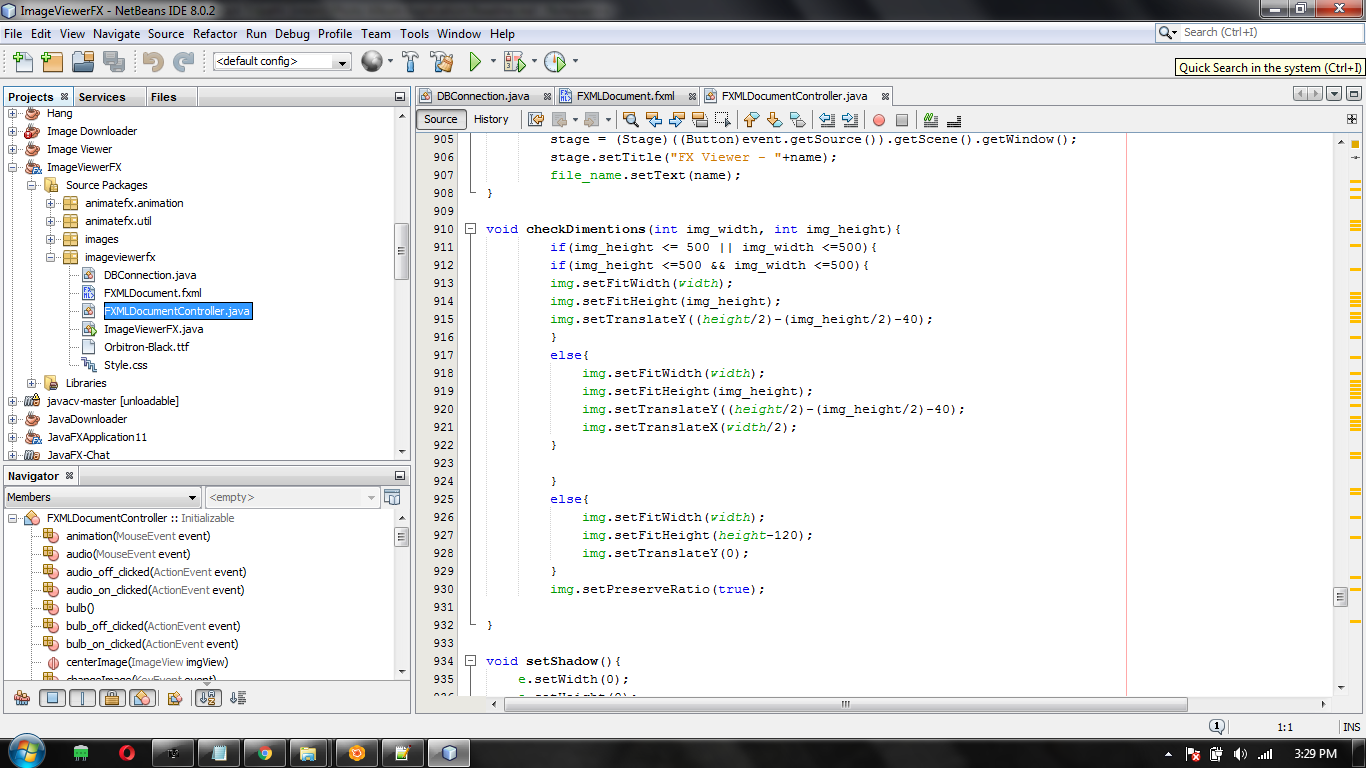 ImageViewerFX - NetBeans IDE 8.0.2
File Edit View Navigate Source Refactor Run Debug Profile Team Tools Window Help
Search (Ctrl+I)
<default config>
Quick Search in the system (Ctrl+I)
Projects Services Files
Hang
Image Downloader
Image Viewer
ImageViewerFX
Source Packages
animatefx.animation
animatefx.util
images
imageviewerfx
DBConnection.java
FXMLDocument.fxml
FXMLDocumentController.java
ImageViewerFX.java
Orbitron-Black.ttf
Style.css
Libraries
javacv-master [unloadable]
JavaDownloader
JavaFXApplication11
JavaFX-Chat
Navigator
Members <empty>
FXMLDocumentController :: Initializable
animation(MouseEvent event)
audio(MouseEvent event)
audio_off_clicked(ActionEvent event)
audio_on_clicked(ActionEvent event)
bulb()
bulb_off_clicked(ActionEvent event)
bulb_on_clicked(ActionEvent event)
centerImage(ImageView imgView)
changeImage(KeyEvent event)
DBConnection.java FXMLDocument.fxml FXMLDocumentController.java
Source History
905 stage = (Stage)((Button)event.getSource()).getScene().getWindow();
906 stage.setTitle("FX Viewer - "+name);
907 file_name.setText(name);
908 }
909
910 void checkDimentions(int img_width, int img_height){
911 if(img_height <= 500 || img_width <=500){
912 if(img_height <=500 && img_width <=500){
913 img.setFitWidth(width);
914 img.setFitHeight(img_height);
915 img.setTranslateY((height/2)-(img_height/2)-40);
916 }
917 else{
918 img.setFitWidth(width);
919 img.setFitHeight(img_height);
920 img.setTranslateY((height/2)-(img_height/2)-40);
921 img.setTranslateX(width/2);
922 }
923
924 }
925 else{
926 img.setFitWidth(width);
927 img.setFitHeight(height-120);
928 img.setTranslateY(0);
929 }
930 img.setPreserveRatio(true);
931
932 }
933
934 void setShadow(){
935 e.setWidth(0);
936 e.setHeight(0);
1:1 INS
3:29 PM